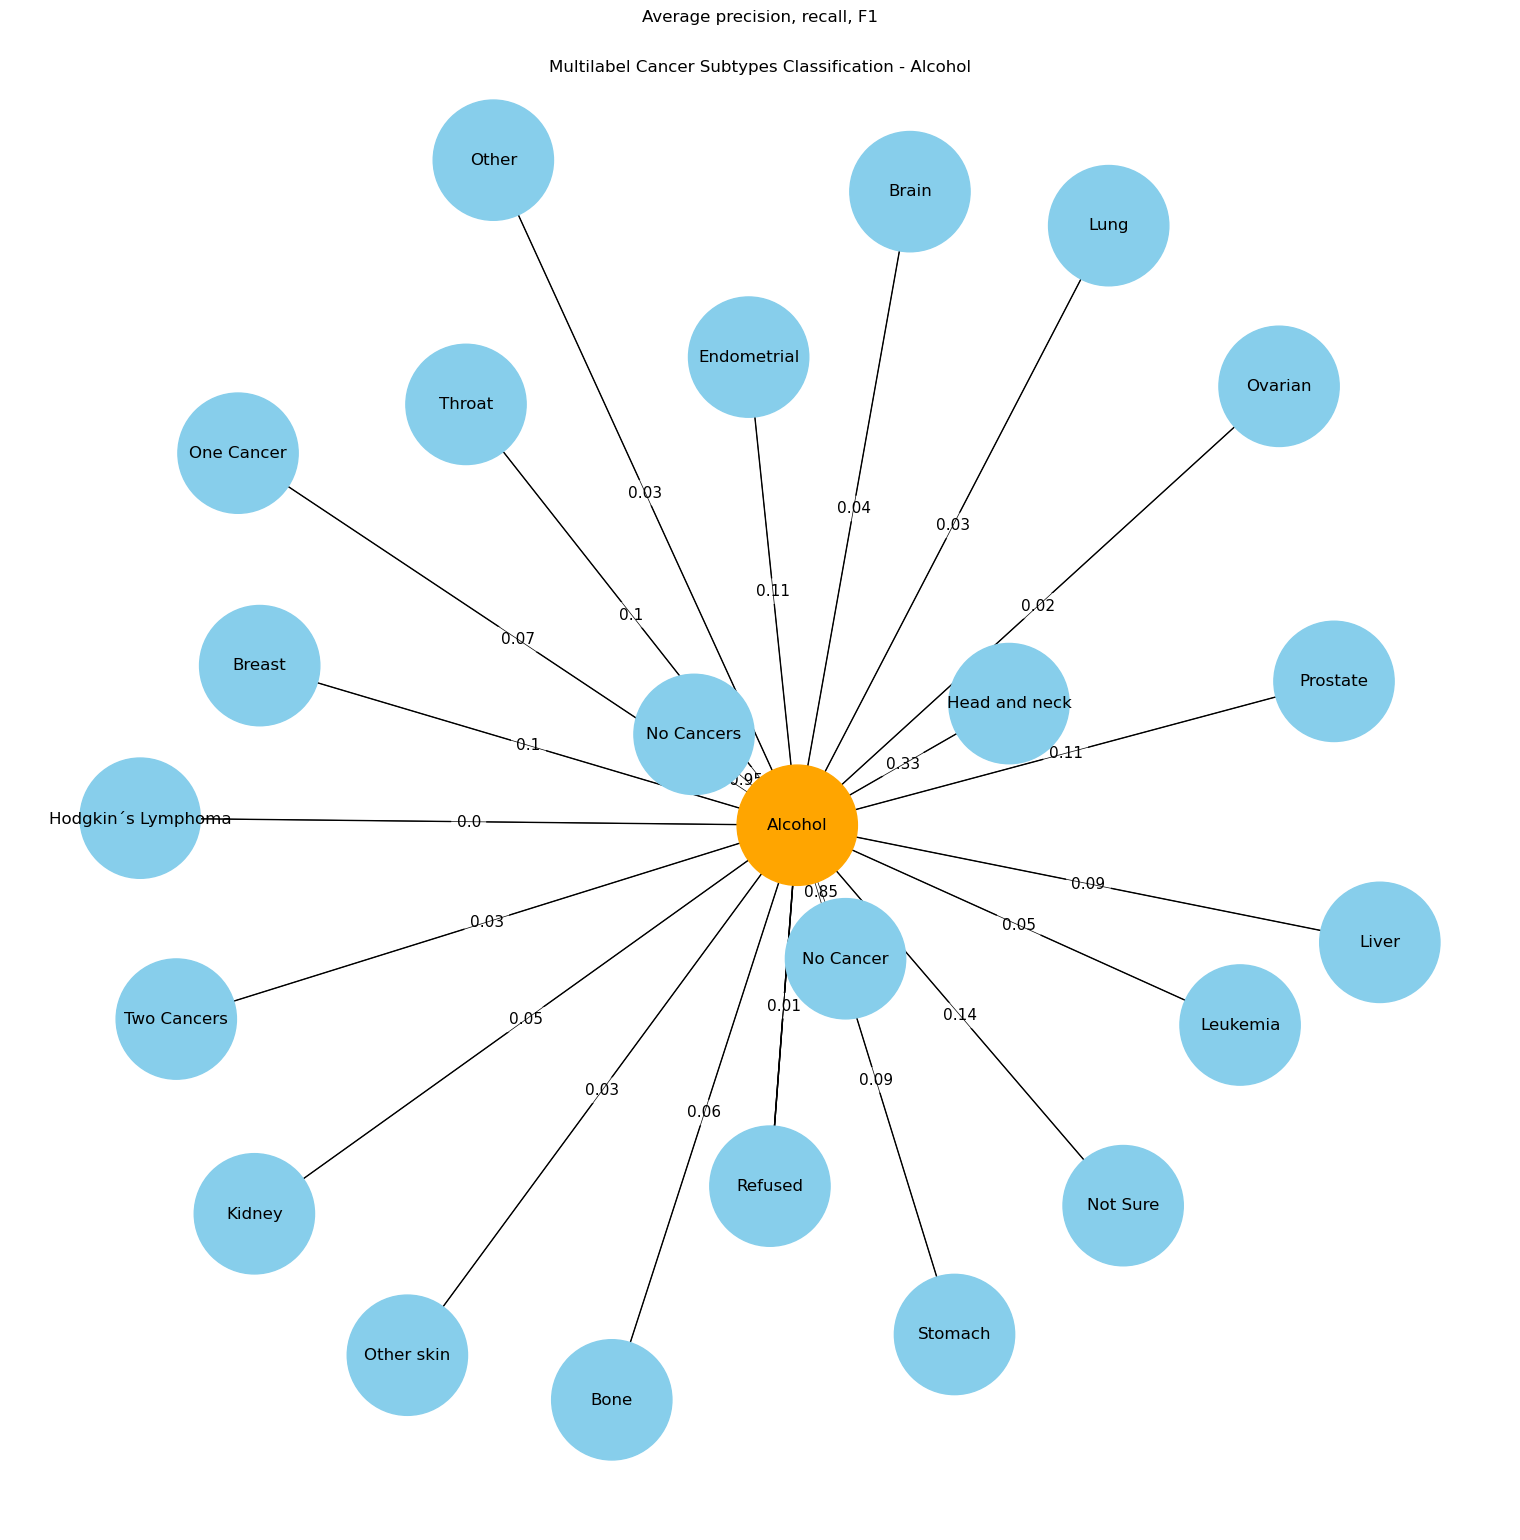 Average precision, recall, F1
Multilabel Cancer Subtypes Classification - Alcohol
Other
Brain
Lung
Endometrial
Ovarian
Throat
One Cancer
0.03
0.04
0.03
0.11
0.02
0.1
0.07
Breast
Prostate
Head and neck
No Cancers
0.1
0.11
0.33
0.95
Hodgkin´s Lymphoma
0.0
Alcohol
0.09
0.85
0.03
0.05
Liver
No Cancer
0.01
0.14
0.05
Two Cancers
Leukemia
0.09
0.03
0.06
Refused
Not Sure
Kidney
Stomach
Other skin
Bone